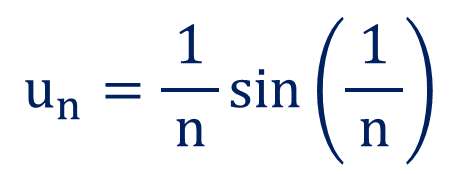 uₙ = 1/n sin(1/n)